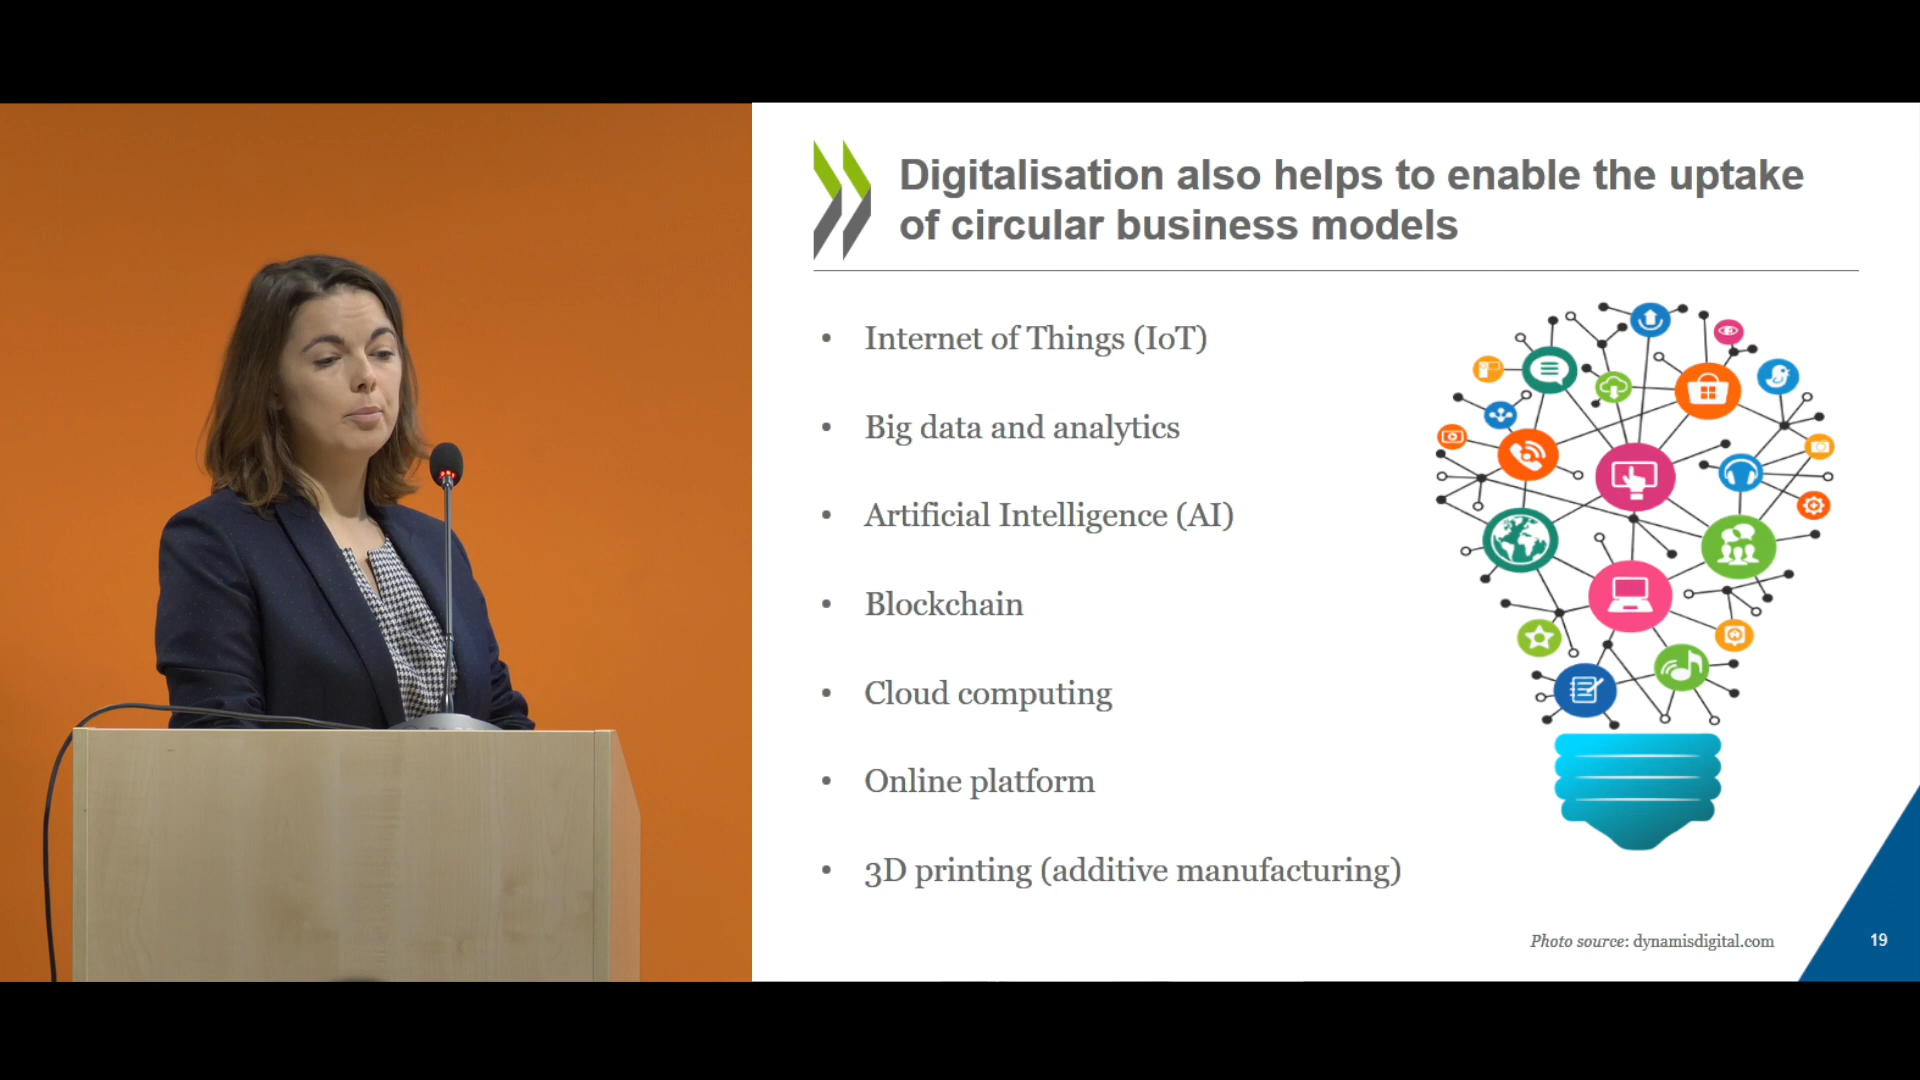 Digitalisation also helps to enable the uptake
of circular business models
• Internet of Things (IoT)
• Big data and analytics
• Artificial Intelligence (AI)
• Blockchain
• Cloud computing
• Online platform
• 3D printing (additive manufacturing)
Photo source: dynamisdigital.com
19